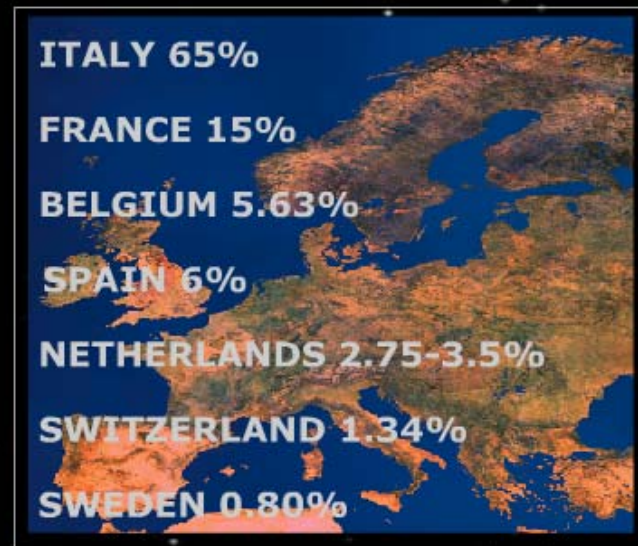 ITALY 65%
FRANCE 15%
BELGIUM 5.63%
SPAIN 6%
NETHERLANDS 2.75-3.5%
SWITZERLAND 1.34%
SWEDEN 0.80%